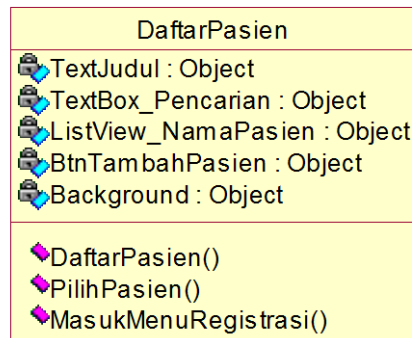 DaftarPasien
TextJudul : Object
TextBox_Pencarian : Object
ListView_NamaPasien : Object
BtnTambahPasien : Object
Background : Object
DaftarPasien()
PilihPasien()
MasukMenuRegistrasi()